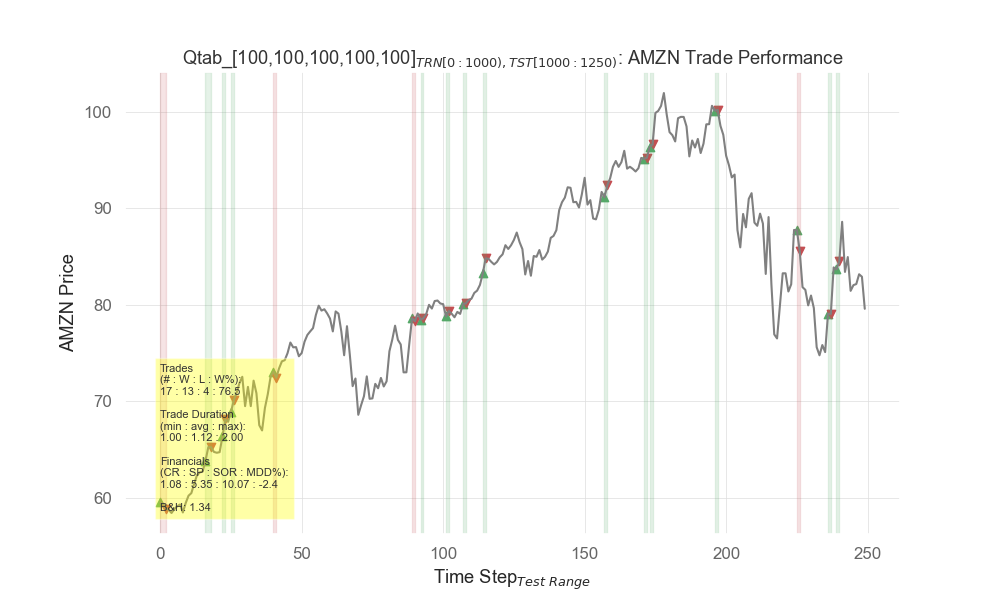 Qtab_[100,100,100,100,100]TRN[0:1000),TST[1000:1250): AMZN Trade Performance
100
90
80
70
60
AMZN Price
Trades
(# : W : L : W%):
17 : 13 : 4 : 76.5
Trade Duration
(min : avg : max):
1.00 : 1.12 : 2.00
Financials
(CR : SP : SOR : MDD%):
1.08 : 5.35 : 10.07 : -2.4
B&H: 1.34
0 50 100 150 200 250
Time StepTest Range